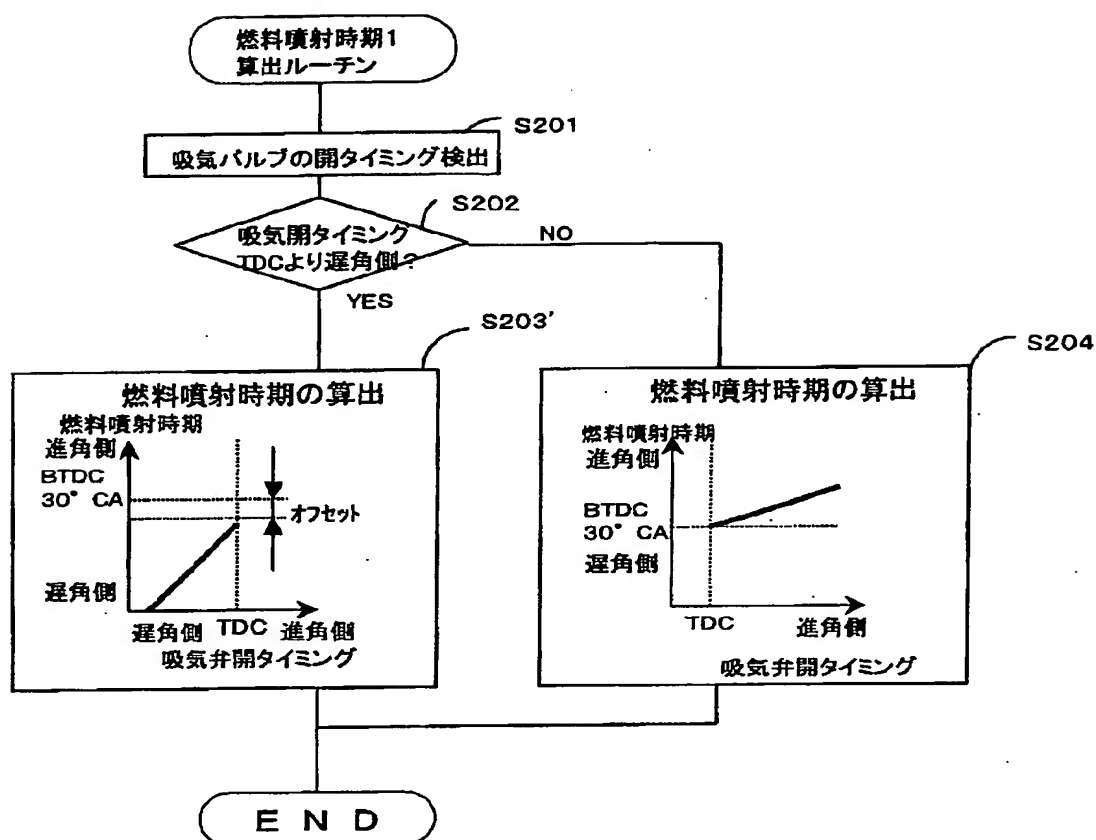 燃料噴射時期1
算出ルーチン
S201
吸気バルブの開タイミング検出
S202
吸気開タイミング
TDCより遅角側?
NO
YES
S203'
燃料噴射時期の算出
燃料噴射時期
進角側
BTDC
30° CA
オフセット
遅角側
遅角側 TDC 進角側
吸気弁開タイミング
S204
燃料噴射時期の算出
燃料噴射時期
進角側
BTDC
30° CA
遅角側
TDC 進角側
吸気弁開タイミング
END